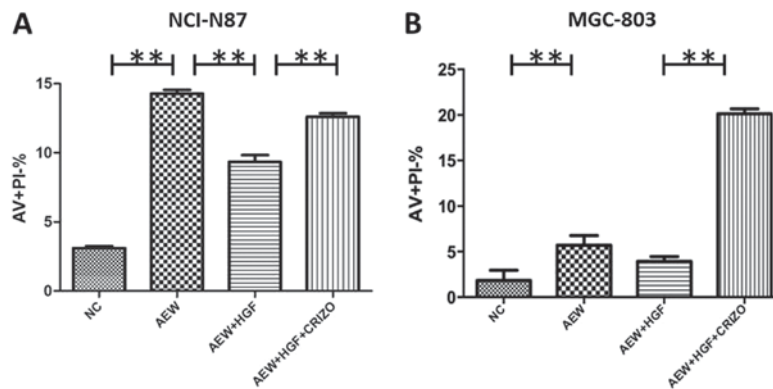 A
NCI-N87
** ** **
AV+PI-%
15
10
5
0
NC
AEW
AEW+HGF
AEW+HGF+CRIZO
B
MGC-803
** **
AV+PI-%
25
20
15
10
5
0
NC
AEW
AEW+HGF
AEW+HGF+CRIZO